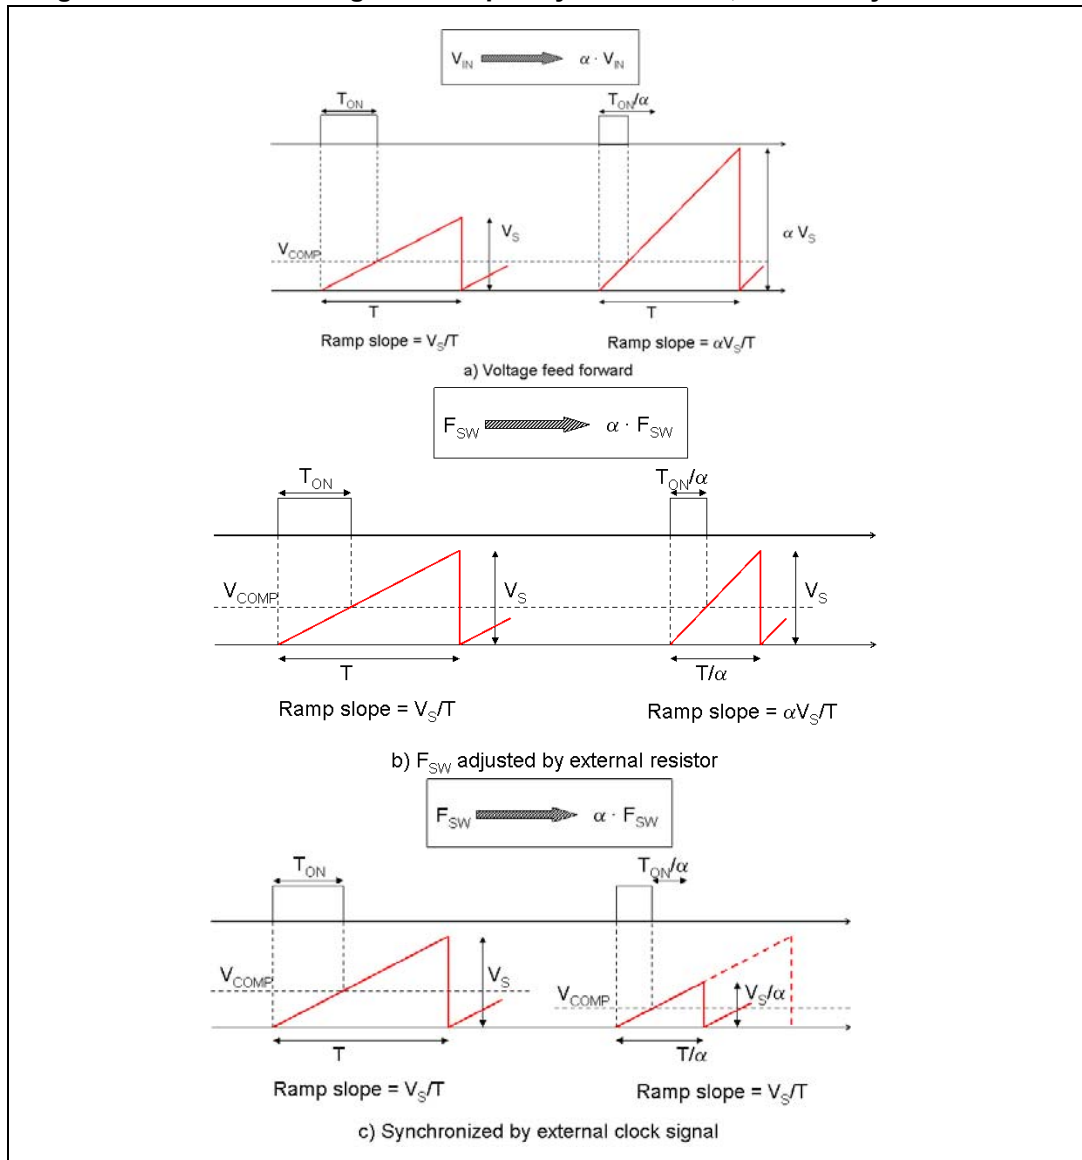 V_IN α · V_IN
T_ON T_ON/α
V_S α V_S
V_COMP
T T
Ramp slope = V_S/T Ramp slope = αV_S/T
a) Voltage feed forward
F_SW α · F_SW
T_ON T_ON/α
V_COMP V_S V_S
T T/α
Ramp slope = V_S/T Ramp slope = αV_S/T
b) F_SW adjusted by external resistor
F_SW α · F_SW
T_ON T_ON/α
V_COMP V_S V_COMP V_S/α
T T/α
Ramp slope = V_S/T Ramp slope = V_S/T
c) Synchronized by external clock signal